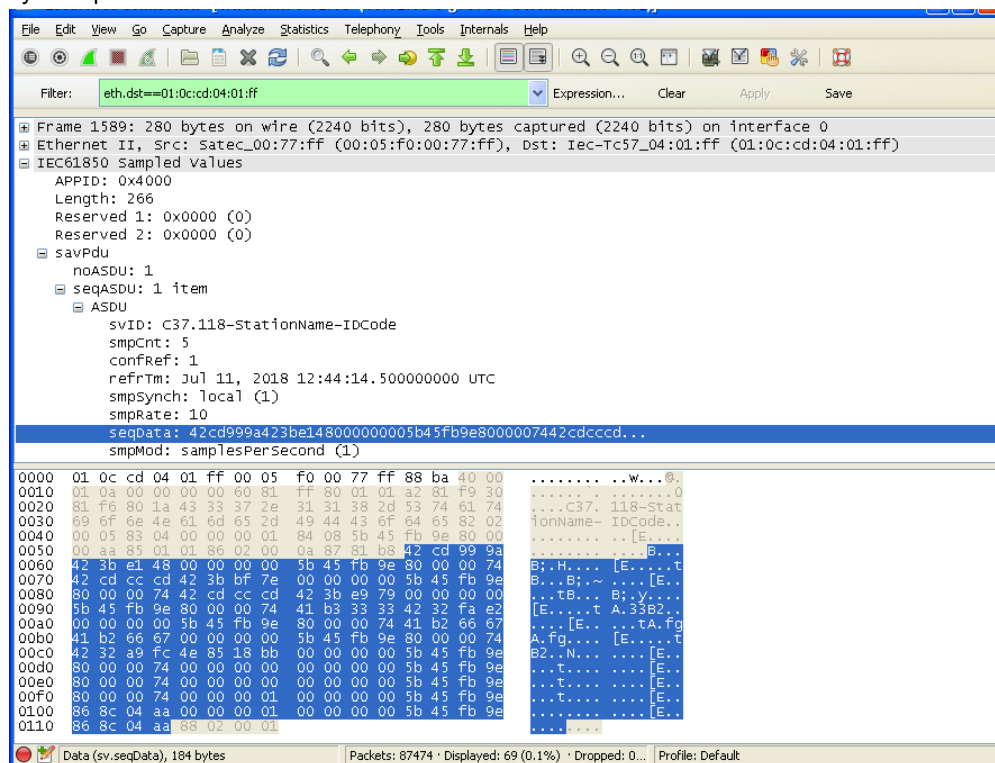 File Edit View Go Capture Analyze Statistics Telephony Tools Internals Help
Filter: eth.dst==01:0c:cd:04:01:ff Expression... Clear Apply Save
Frame 1589: 280 bytes on wire (2240 bits), 280 bytes captured (2240 bits) on interface 0
Ethernet II, Src: Satec_00:77:ff (00:05:f0:00:77:ff), Dst: Iec-Tc57_04:01:ff (01:0c:cd:04:01:ff)
IEC61850 Sampled Values
APPID: 0x4000
Length: 266
Reserved 1: 0x0000 (0)
Reserved 2: 0x0000 (0)
savPdu
noASDU: 1
seqASDU: 1 item
ASDU
svID: C37.118-StationName-IDCode
smpCnt: 5
confRef: 1
refrTm: Jul 11, 2018 12:44:14.500000000 UTC
smpSynch: local (1)
smpRate: 10
seqData: 42cd999a423be148000000005b45fb9e8000007442cdcccd...
smpMod: samplesPerSecond (1)
0000 01 0c cd 04 01 ff 00 05 f0 00 77 ff 88 ba 40 00 ........ ..w...@.
0010 01 0a 00 00 00 00 60 81 ff 80 01 01 a2 81 f9 30 ......`. .......0
0020 81 f6 80 1a 43 33 37 2e 31 31 38 2d 53 74 61 74 ....C37. 118-Stat
0030 69 6f 6e 4e 61 6d 65 2d 49 44 43 6f 64 65 82 02 ionName- IDCode..
0040 00 05 83 04 00 00 00 01 84 08 5b 45 fb 9e 80 00 ........ ..[E....
0050 00 aa 85 01 01 86 02 00 0a 87 81 b8 42 cd 99 9a ........ ....B...
0060 42 3b e1 48 00 00 00 00 5b 45 fb 9e 80 00 00 74 B;.H.... [E.....t
0070 42 cd cc cd 42 3b bf 7e 00 00 00 00 5b 45 fb 9e B...B;.~ ....[E..
0080 80 00 00 74 42 cd cc cd 42 3b e9 79 00 00 00 00 ...tB... B;.y....
0090 5b 45 fb 9e 80 00 00 74 41 b3 33 33 42 32 fa e2 [E.....t A.33B2..
00a0 00 00 00 00 5b 45 fb 9e 80 00 00 74 41 b2 66 67 ....[E.. ...tA.fg
00b0 41 b2 66 67 00 00 00 00 5b 45 fb 9e 80 00 00 74 A.fg.... [E.....t
00c0 42 32 a9 fc 4e 85 18 bb 00 00 00 00 5b 45 fb 9e B2..N... ....[E..
00d0 80 00 00 74 00 00 00 00 00 00 00 00 5b 45 fb 9e ...t.... ....[E..
00e0 80 00 00 74 00 00 00 00 00 00 00 00 5b 45 fb 9e ...t.... ....[E..
00f0 80 00 00 74 00 00 00 01 00 00 00 00 5b 45 fb 9e ...t.... ....[E..
0100 86 8c 04 aa 00 00 00 01 00 00 00 00 5b 45 fb 9e ........ ....[E..
0110 86 8c 04 aa 88 02 00 01 ........
Data (sv.seqData), 184 bytes Packets: 87474 · Displayed: 69 (0.1%) · Dropped: 0... Profile: Default